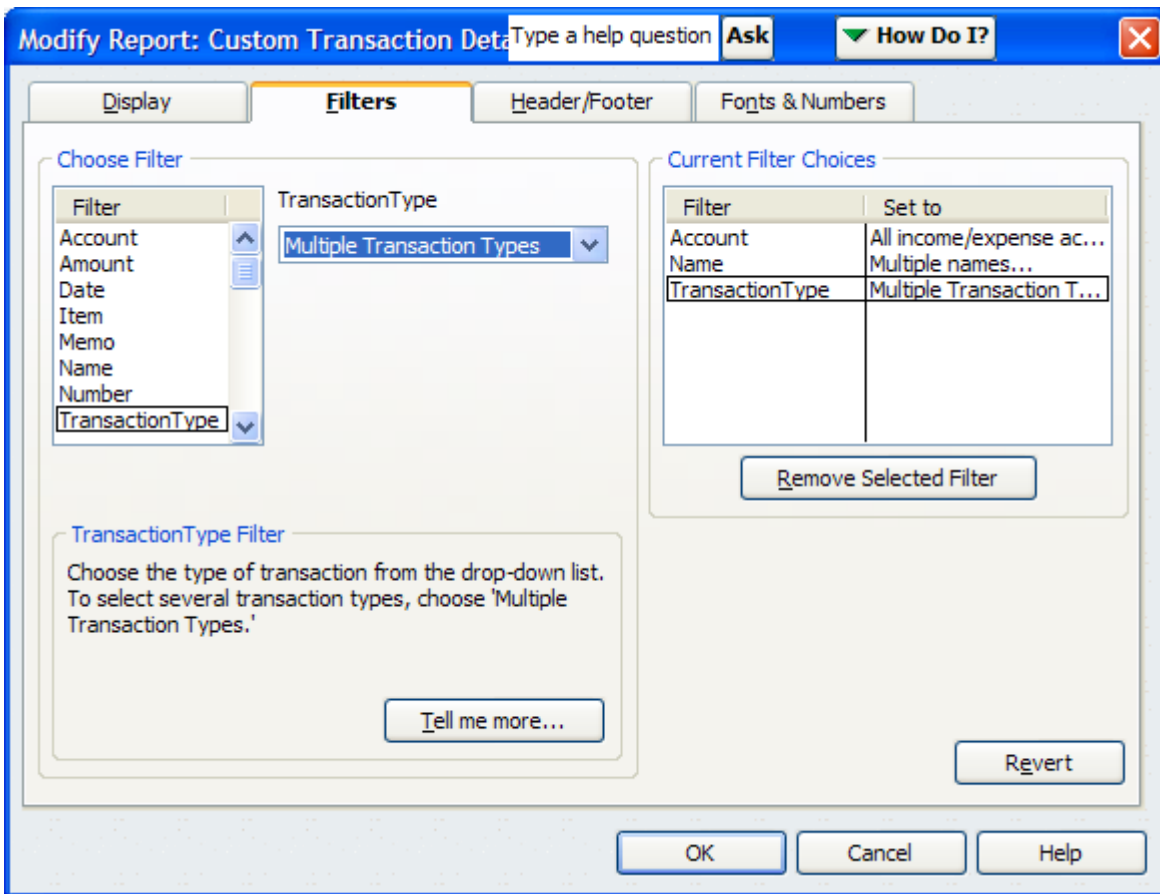 Modify Report: Custom Transaction Deta
Type a help question
Ask
How Do I?
Display
Filters
Header/Footer
Fonts & Numbers
Choose Filter
Filter
Account
Amount
Date
Item
Memo
Name
Number
TransactionType
TransactionType
Multiple Transaction Types
TransactionType Filter
Choose the type of transaction from the drop-down list.
To select several transaction types, choose 'Multiple
Transaction Types.'
Tell me more...
Current Filter Choices
Filter Set to
Account All income/expense ac...
Name Multiple names...
TransactionType Multiple Transaction T...
Remove Selected Filter
Revert
OK
Cancel
Help